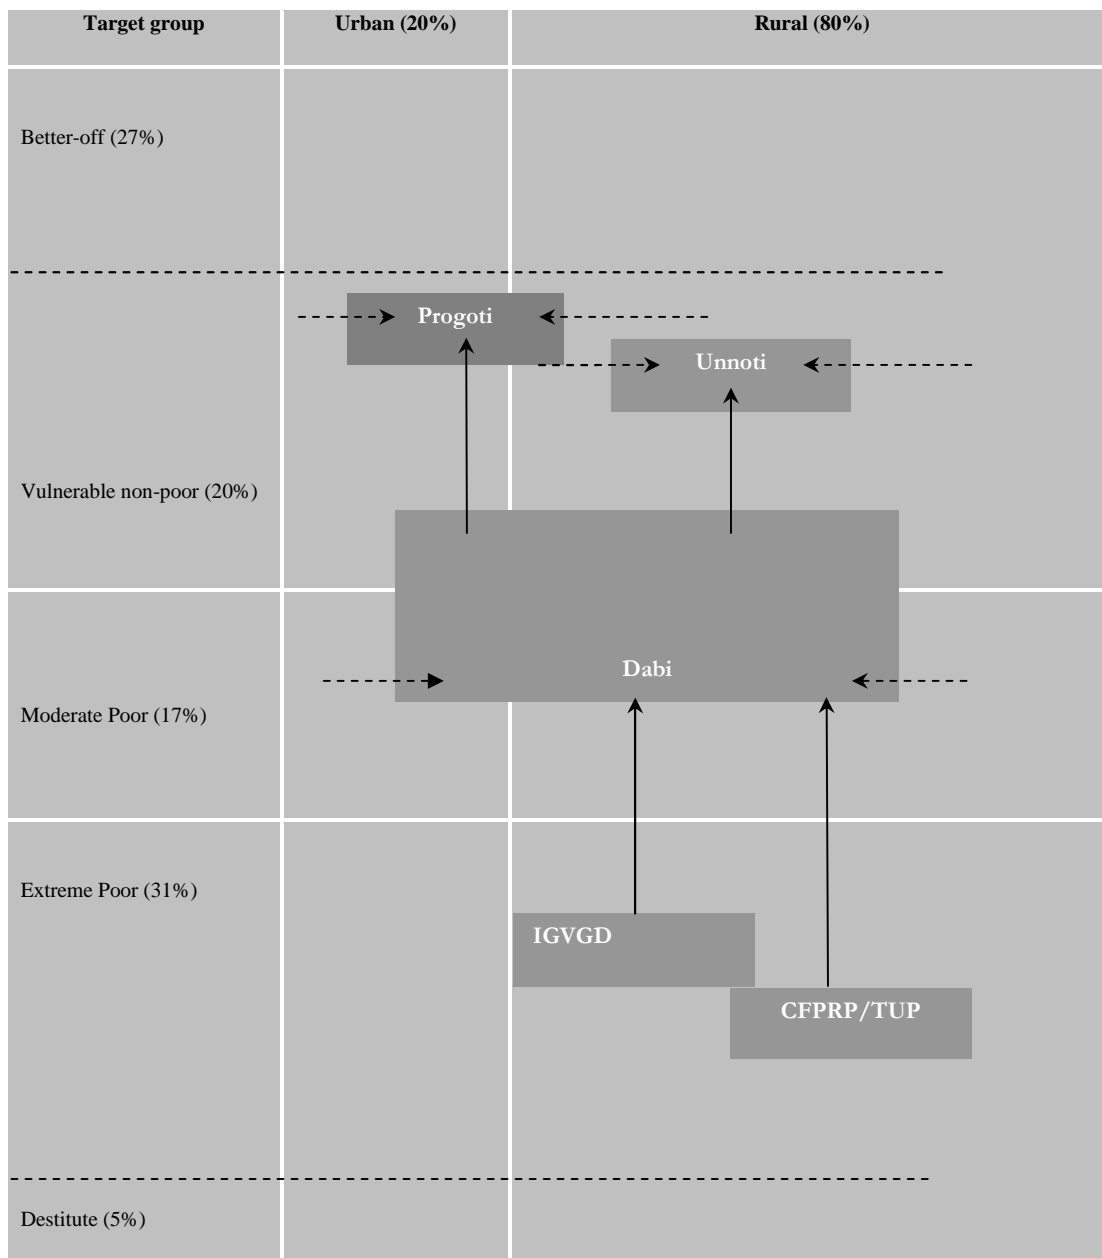 Target group
Urban (20%)
Rural (80%)
Better-off (27%)
Progoti
Unnoti
Vulnerable non-poor (20%)
Dabi
Moderate Poor (17%)
Extreme Poor (31%)
IGVGD
CFPRP/TUP
Destitute (5%)